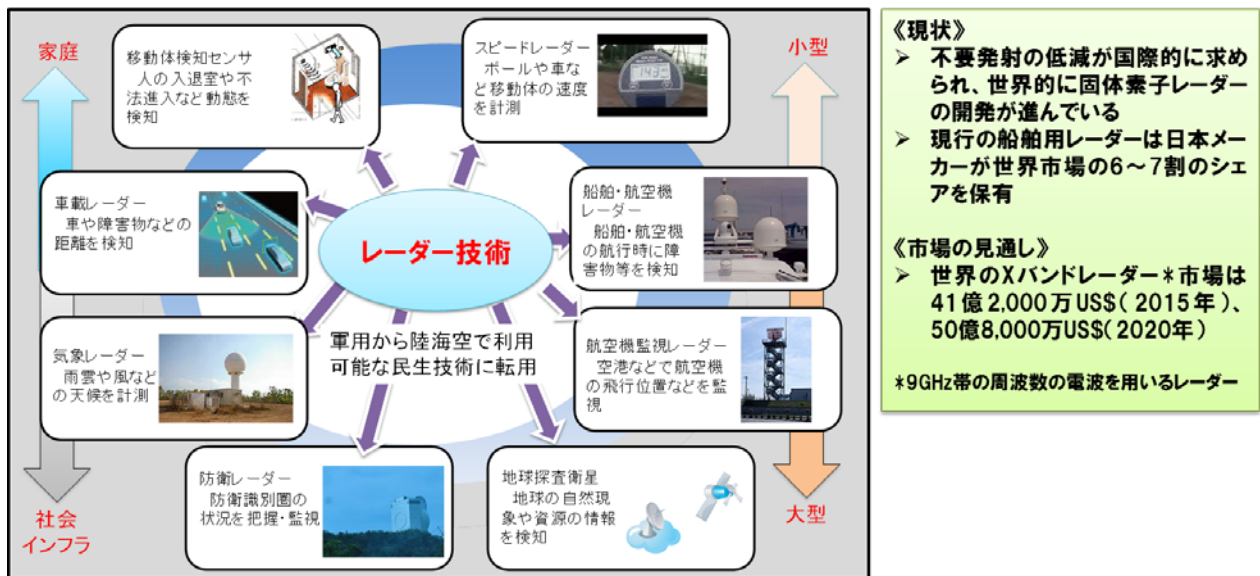 家庭
移動体検知センサ
人の入退室や不
法進入など動態を
検知
スピードレーダー
ボールや車な
ど移動体の速度
を計測
143
小型
車載レーダー
車や障害物などの
距離を検知
レーダー技術
船舶・航空機
レーダー
船舶・航空機
の航行時に障
害物等を検知
軍用から陸海空で利用
可能な民生技術に転用
気象レーダー
雨雲や風など
の天候を計測
航空機監視レーダー
空港などで航空機
の飛行位置などを監
視
防衛レーダー
防衛識別圏の
状況を把握・監視
地球探査衛星
地球の自然現
象や資源の情報
を検知
社会
インフラ
大型
《現状》
➢ 不要発射の低減が国際的に求め
られ、世界的に固体素子レーダー
の開発が進んでいる
➢ 現行の船舶用レーダーは日本メー
カーが世界市場の6～7割のシェ
アを保有
《市場の見通し》
➢ 世界のXバンドレーダー*市場は
41億2,000万US$(2015年)、
50億8,000万US$(2020年)
*9GHz帯の周波数の電波を用いるレーダー